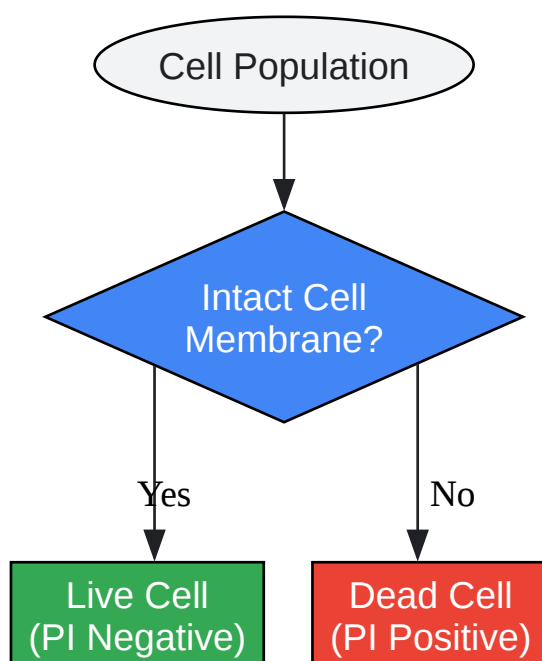 Cell Population
Intact Cell
Membrane?
Yes
No
Live Cell
(PI Negative)
Dead Cell
(PI Positive)